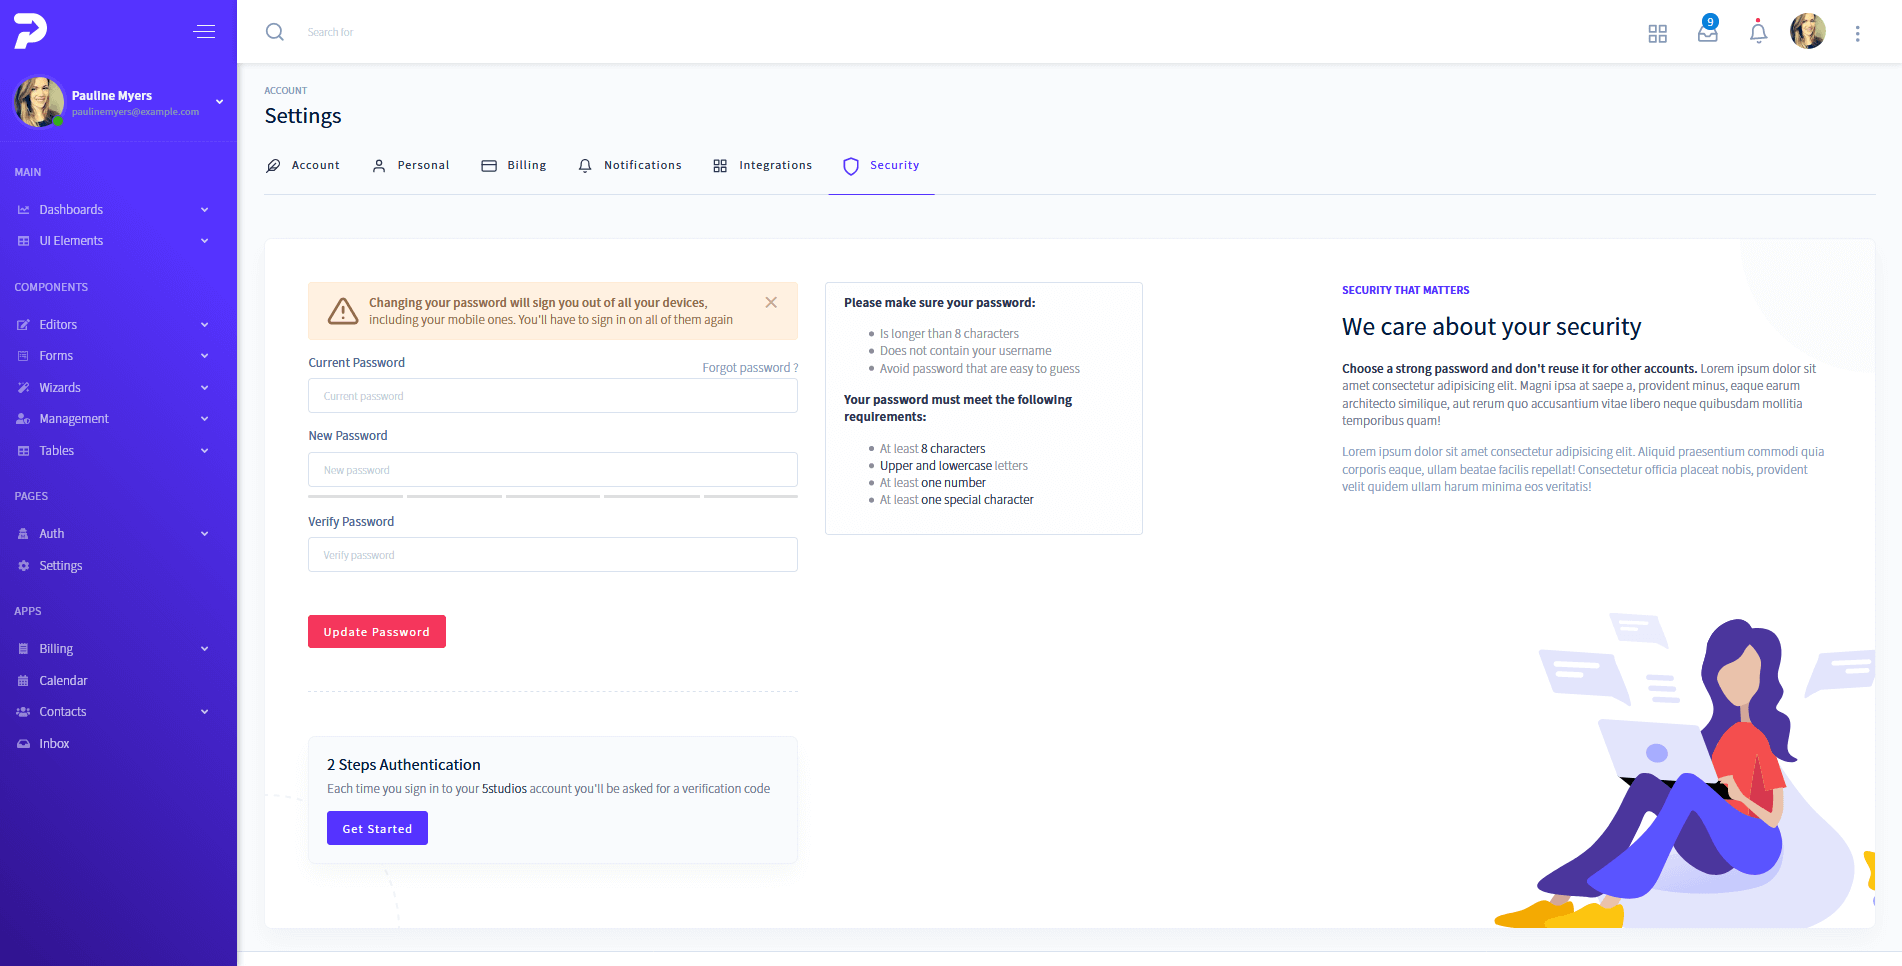 Search for
9
Pauline Myers
paulinemyers@example.com
MAIN
Dashboards
UI Elements
COMPONENTS
Editors
Forms
Wizards
Management
Tables
PAGES
Auth
Settings
APPS
Billing
Calendar
Contacts
Inbox
ACCOUNT
Settings
Account
Personal
Billing
Notifications
Integrations
Security
Changing your password will sign you out of all your devices,
including your mobile ones. You'll have to sign in on all of them again
Current Password
Forgot password ?
Current password
New Password
New password
Verify Password
Verify password
Update Password
2 Steps Authentication
Each time you sign in to your 5studios account you'll be asked for a verification code
Get Started
Please make sure your password:
Is longer than 8 characters
Does not contain your username
Avoid password that are easy to guess
Your password must meet the following
requirements:
At least 8 characters
Upper and lowercase letters
At least one number
At least one special character
SECURITY THAT MATTERS
We care about your security
Choose a strong password and don't reuse it for other accounts. Lorem ipsum dolor sit
amet consectetur adipisicing elit. Magni ipsa at saepe a, provident minus, eaque earum
architecto similique, aut rerum quo accusantium vitae libero neque quibusdam mollitia
temporibus quam!
Lorem ipsum dolor sit amet consectetur adipisicing elit. Aliquid praesentium commodi quia
corporis eaque, ullam beatae facilis repellat! Consectetur officia placeat nobis, provident
velit quidem ullam harum minima eos veritatis!